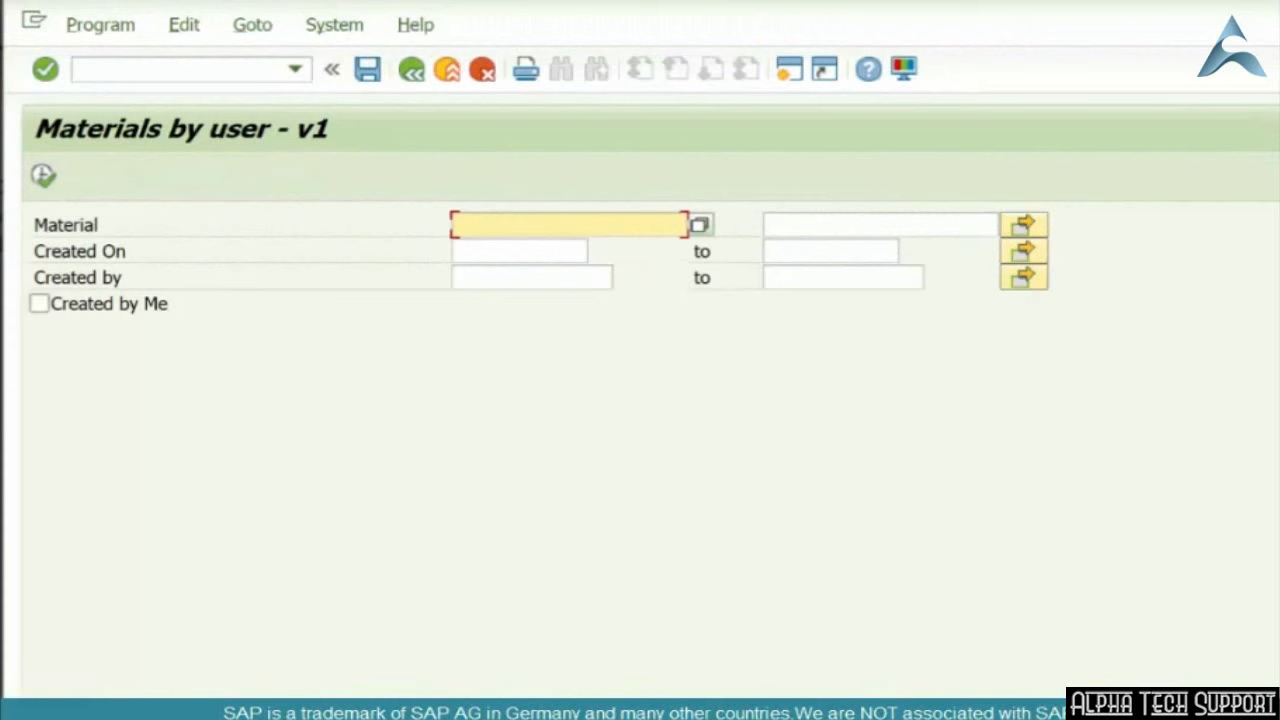 Program Edit Goto System Help
Materials by user - v1
Material
Created On to
Created by to
Created by Me
SAP is a trademark of SAP AG in Germany and many other countries.We are NOT associated with SAP
ALPHA TECH SUPPORT